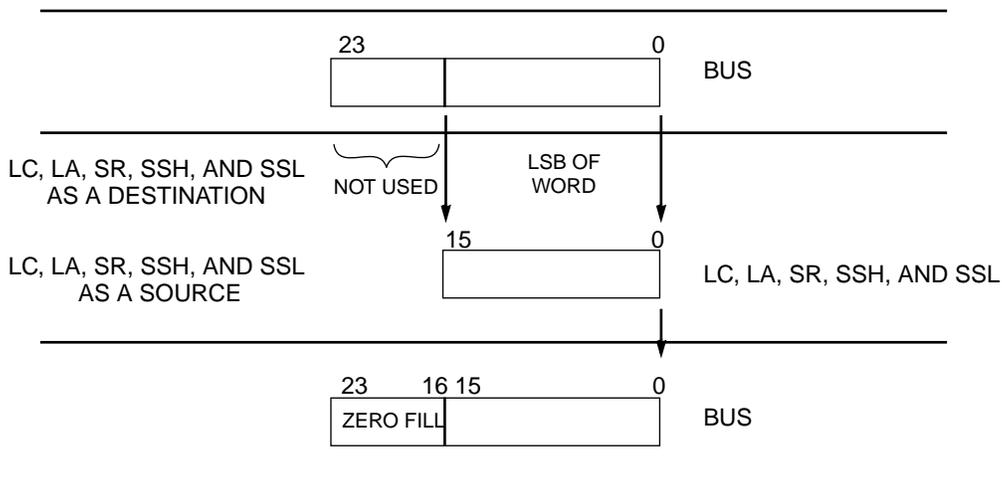 23 0
BUS
LC, LA, SR, SSH, AND SSL
AS A DESTINATION
NOT USED
LSB OF
WORD
15 0
LC, LA, SR, SSH, AND SSL
AS A SOURCE
LC, LA, SR, SSH, AND SSL
23 16 15 0
ZERO FILL
BUS